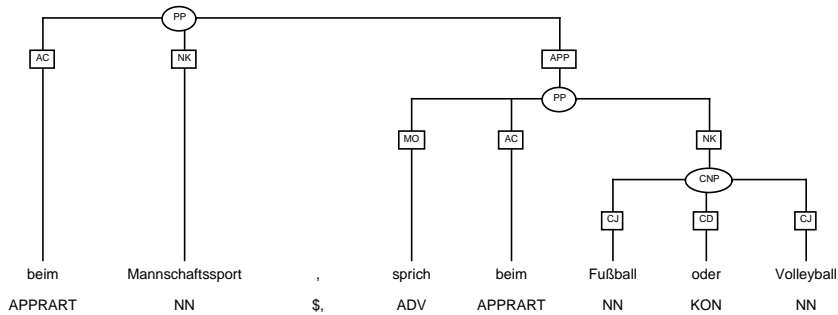 PP
AC NK APP
PP
MO AC NK
CNP
CJ CD CJ
beim Mannschaftssport , sprich beim Fußball oder Volleyball
APPRART NN $, ADV APPRART NN KON NN